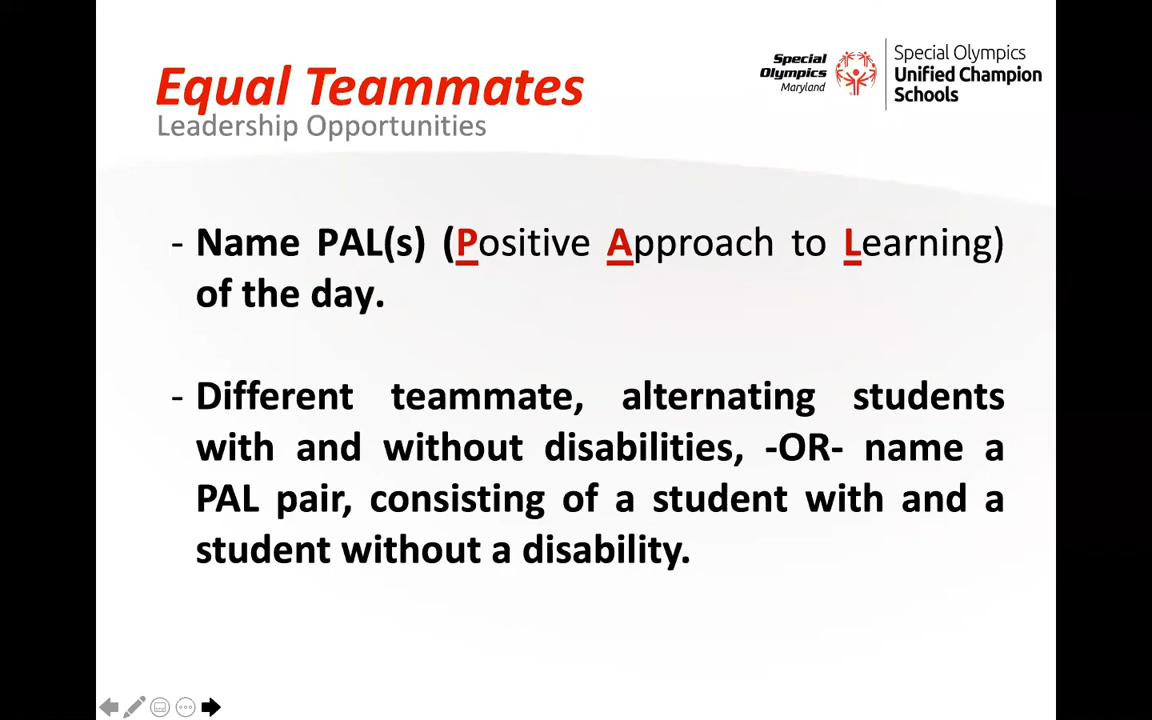 Equal Teammates
Leadership Opportunities
Special
Olympics
Maryland
Special Olympics
Unified Champion
Schools
- Name PAL(s) (Positive Approach to Learning)
of the day.
- Different teammate, alternating students
with and without disabilities, -OR- name a
PAL pair, consisting of a student with and a
student without a disability.